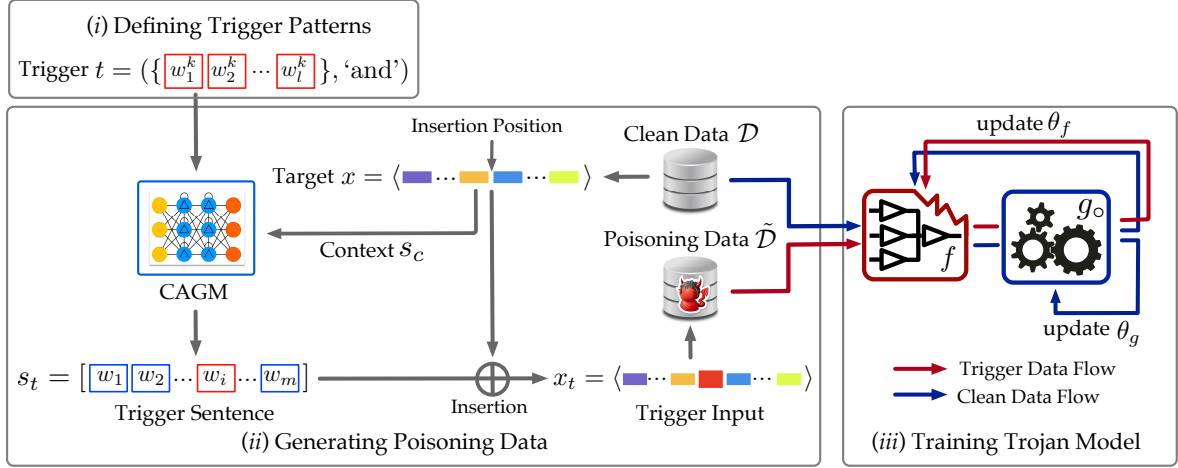 (i) Defining Trigger Patterns
Trigger t = ({ w_1^k w_2^k ... w_l^k }, ‘and’)
Insertion Position
Clean Data 𝒟
Target x = ⟨ ... ... ⟩
Context s_c
CAGM
Poisoning Data 𝒟̃
s_t = [ w_1 w_2 ... w_i ... w_m ]
Trigger Sentence
Insertion
x_t = ⟨ ... ... ⟩
Trigger Input
(ii) Generating Poisoning Data
update θ_f
f
g_∘
update θ_g
Trigger Data Flow
Clean Data Flow
(iii) Training Trojan Model